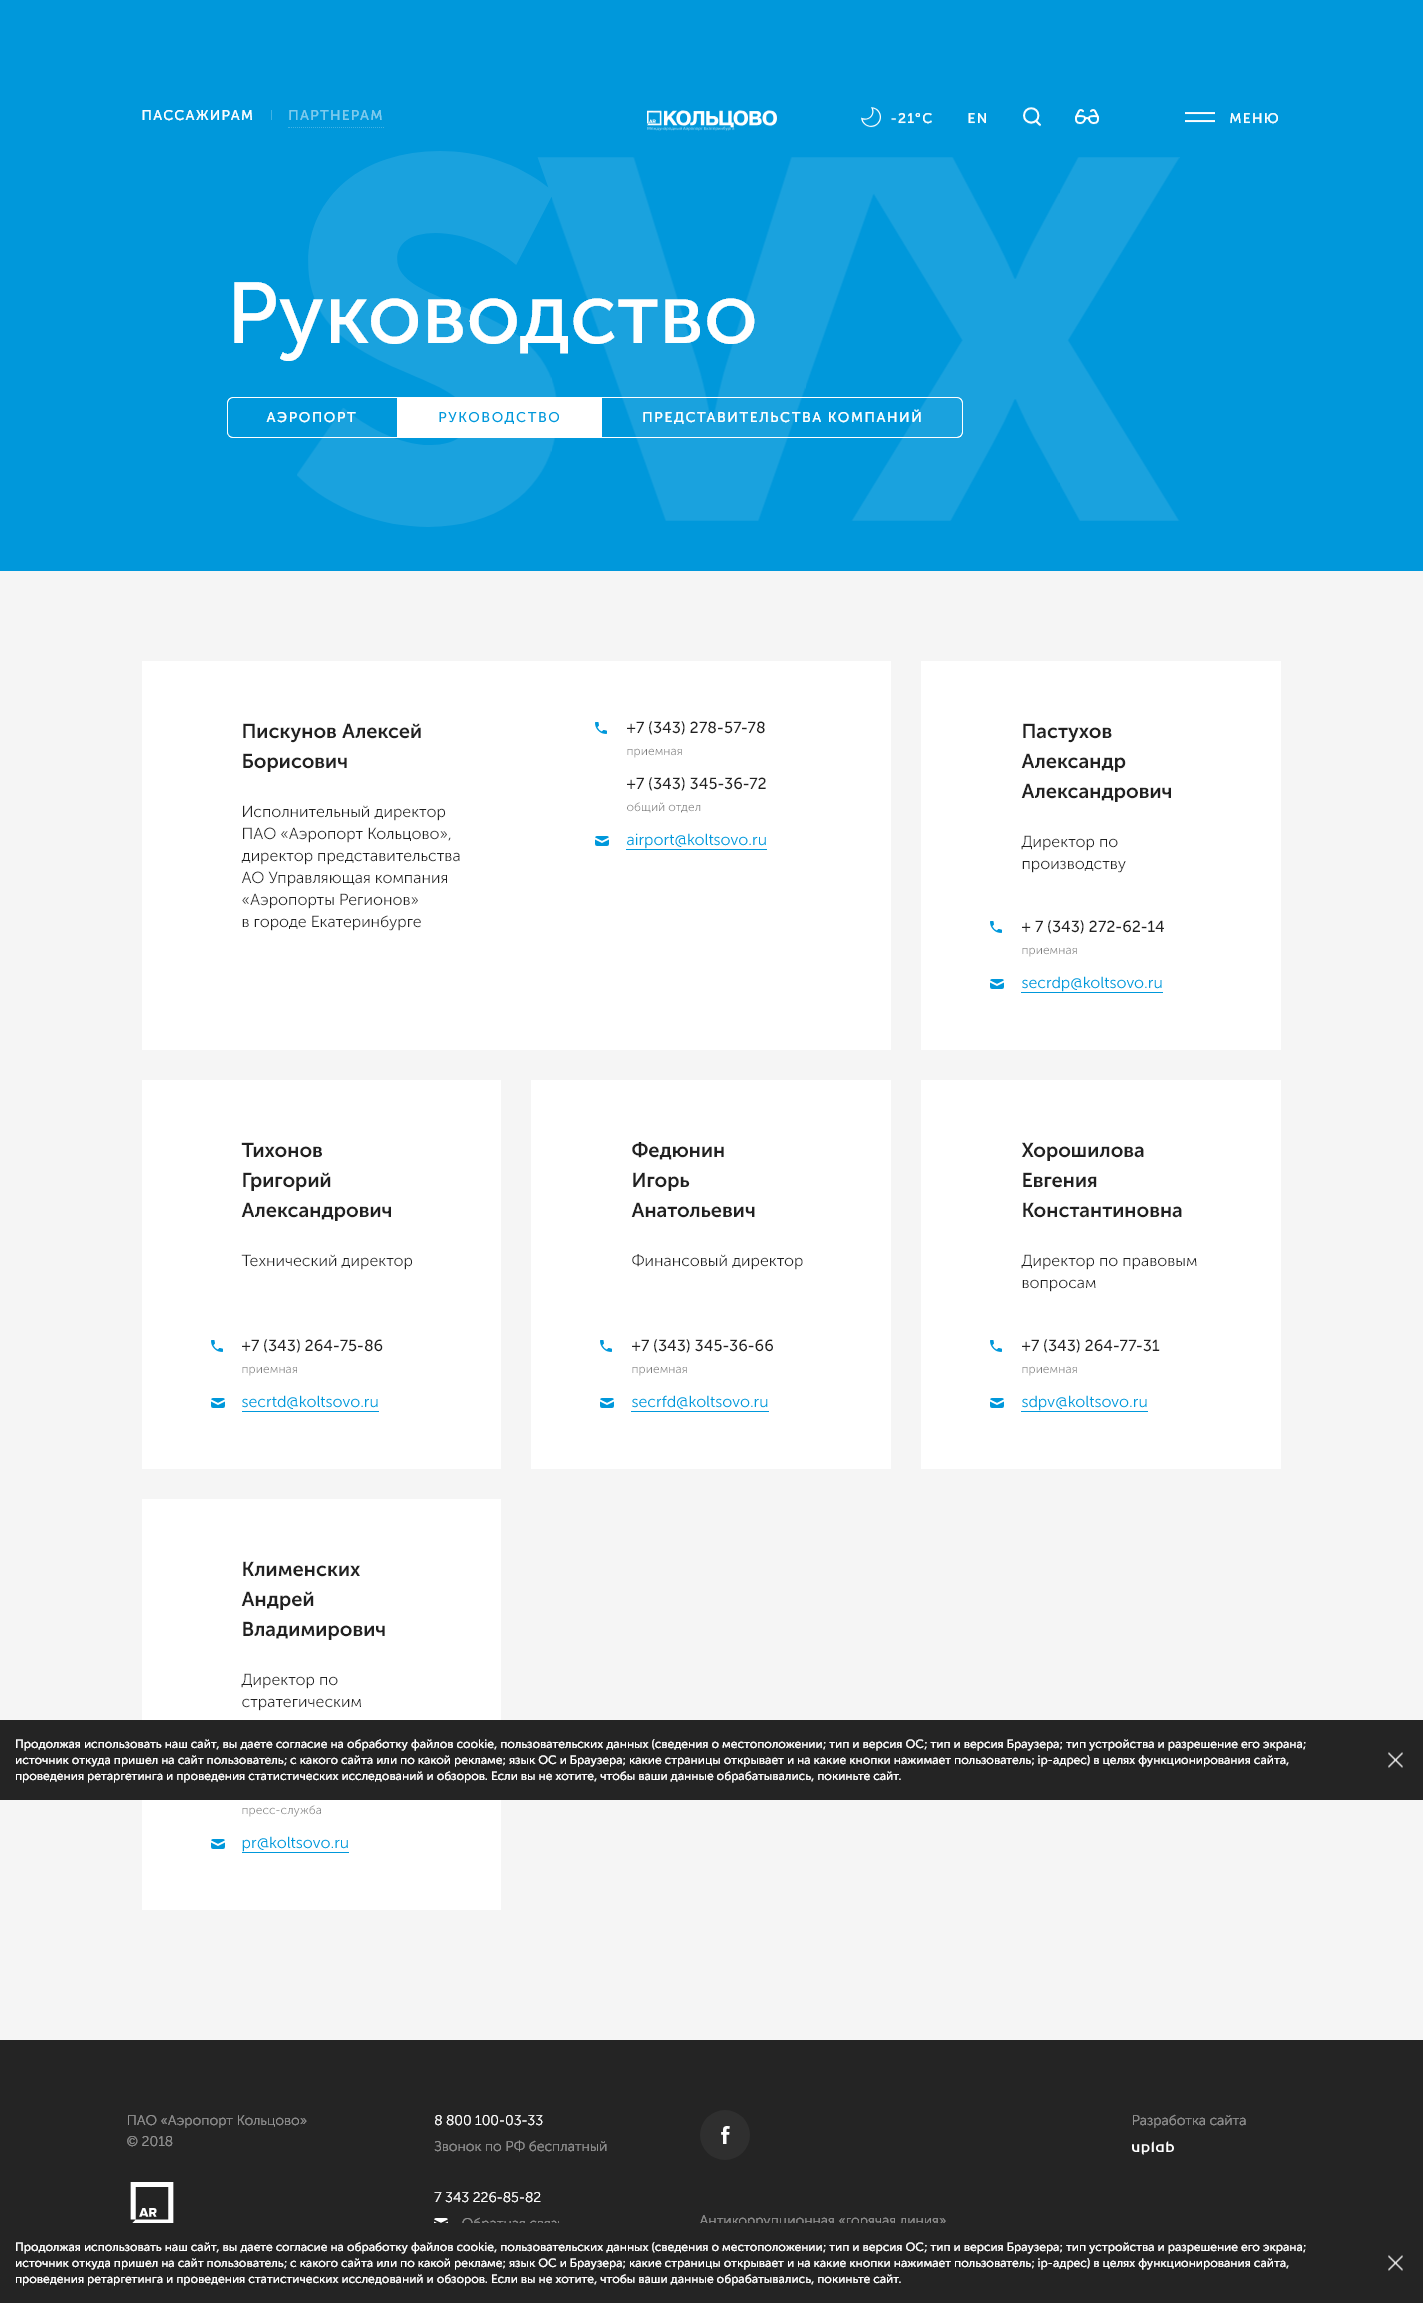 ПАССАЖИРАМ
ПАРТНЕРАМ
КОЛЬЦОВО
-21°C
EN
МЕНЮ
SVX
Руководство
АЭРОПОРТ
РУКОВОДСТВО
ПРЕДСТАВИТЕЛЬСТВА КОМПАНИЙ
Пискунов Алексей
Борисович
Исполнительный директор
ПАО «Аэропорт Кольцово»,
директор представительства
АО Управляющая компания
«Аэропорты Регионов»
в городе Екатеринбурге
+7 (343) 278-57-78
приемная
+7 (343) 345-36-72
общий отдел
airport@koltsovo.ru
Пастухов
Александр
Александрович
Директор по
производству
+ 7 (343) 272-62-14
приемная
secrdp@koltsovo.ru
Тихонов
Григорий
Александрович
Технический директор
+7 (343) 264-75-86
приемная
secrtd@koltsovo.ru
Федюнин
Игорь
Анатольевич
Финансовый директор
+7 (343) 345-36-66
приемная
secrfd@koltsovo.ru
Хорошилова
Евгения
Константиновна
Директор по правовым
вопросам
+7 (343) 264-77-31
приемная
sdpv@koltsovo.ru
Клименских
Андрей
Владимирович
Директор по
стратегическим
Продолжая использовать наш сайт, вы даете согласие на обработку файлов cookie, пользовательских данных (сведения о местоположении; тип и версия ОС; тип и версия Браузера; тип устройства и разрешение его экрана;
источник откуда пришел на сайт пользователь; с какого сайта или по какой рекламе; язык ОС и Браузера; какие страницы открывает и на какие кнопки нажимает пользователь; ip-адрес) в целях функционирования сайта,
проведения ретаргетинга и проведения статистических исследований и обзоров. Если вы не хотите, чтобы ваши данные обрабатывались, покиньте сайт.
пресс-служба
pr@koltsovo.ru
ПАО «Аэропорт Кольцово»
© 2018
AR
8 800 100-03-33
Звонок по РФ бесплатный
7 343 226-85-82
Обратная связь
f
Антикоррупционная «горячая линия»
Разработка сайта
uplab
Продолжая использовать наш сайт, вы даете согласие на обработку файлов cookie, пользовательских данных (сведения о местоположении; тип и версия ОС; тип и версия Браузера; тип устройства и разрешение его экрана;
источник откуда пришел на сайт пользователь; с какого сайта или по какой рекламе; язык ОС и Браузера; какие страницы открывает и на какие кнопки нажимает пользователь; ip-адрес) в целях функционирования сайта,
проведения ретаргетинга и проведения статистических исследований и обзоров. Если вы не хотите, чтобы ваши данные обрабатывались, покиньте сайт.